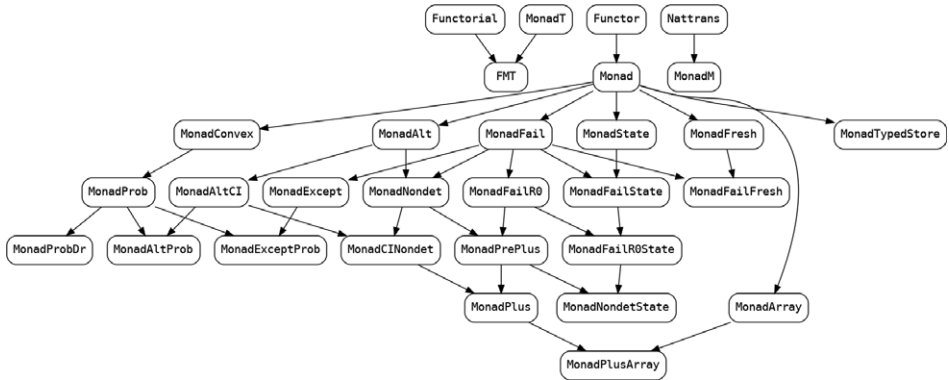 Functorial MonadT Functor Nattrans
FMT Monad MonadM
MonadConvex MonadAlt MonadFail MonadState MonadFresh MonadTypedStore
MonadProb MonadAltCI MonadExcept MonadNondet MonadFailR0 MonadFailState MonadFailFresh
MonadProbDr MonadAltProb MonadExceptProb MonadCINondet MonadPrePlus MonadFailR0State
MonadPlus MonadNondetState MonadArray
MonadPlusArray